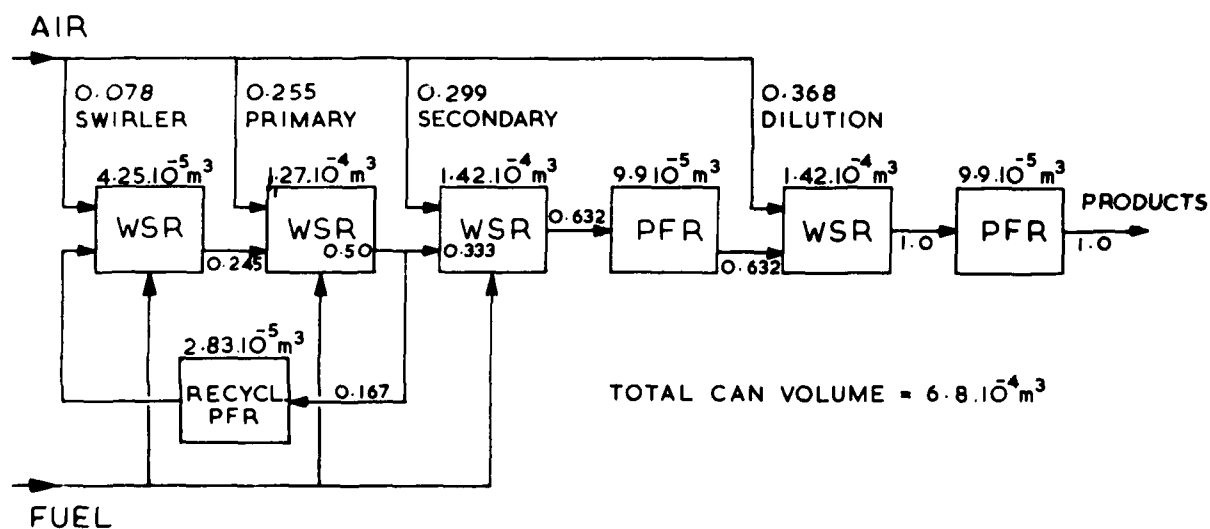 AIR
0.078
SWIRLER
0.255
PRIMARY
0.299
SECONDARY
0.368
DILUTION
4.25.10⁻⁵m³
1.27.10⁻⁴m³
1.42.10⁻⁴m³
9.9.10⁻⁵m³
1.42.10⁻⁴m³
9.9.10⁻⁵m³
WSR
WSR
WSR
PFR
WSR
PFR
PRODUCTS
0.245
0.50
0.333
0.632
0.632
1.0
1.0
2.83.10⁻⁵m³
RECYCL
PFR
0.167
TOTAL CAN VOLUME = 6.8.10⁻⁴m³
FUEL